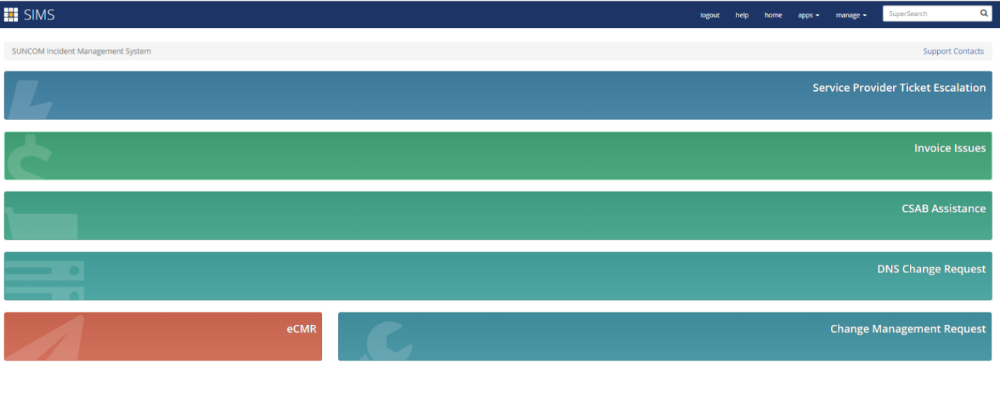 SIMS
logout help home apps manage SuperSearch
SUNCOM Incident Management System
Support Contacts
Service Provider Ticket Escalation
Invoice Issues
CSAB Assistance
DNS Change Request
eCMR
Change Management Request